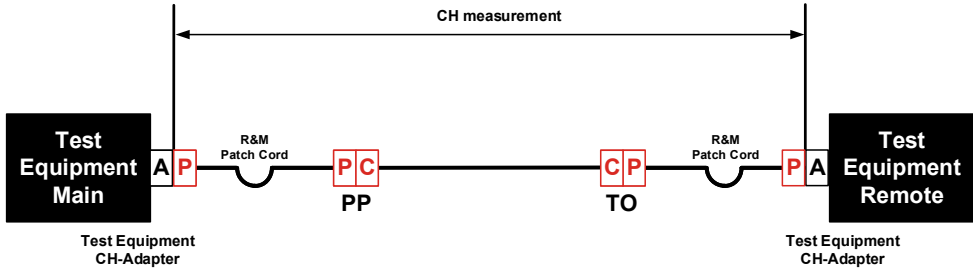 CH measurement
Test
Equipment
Main
A P
R&M
Patch Cord
P C
PP
C P
TO
R&M
Patch Cord
P A
Test
Equipment
Remote
Test Equipment
CH-Adapter
Test Equipment
CH-Adapter